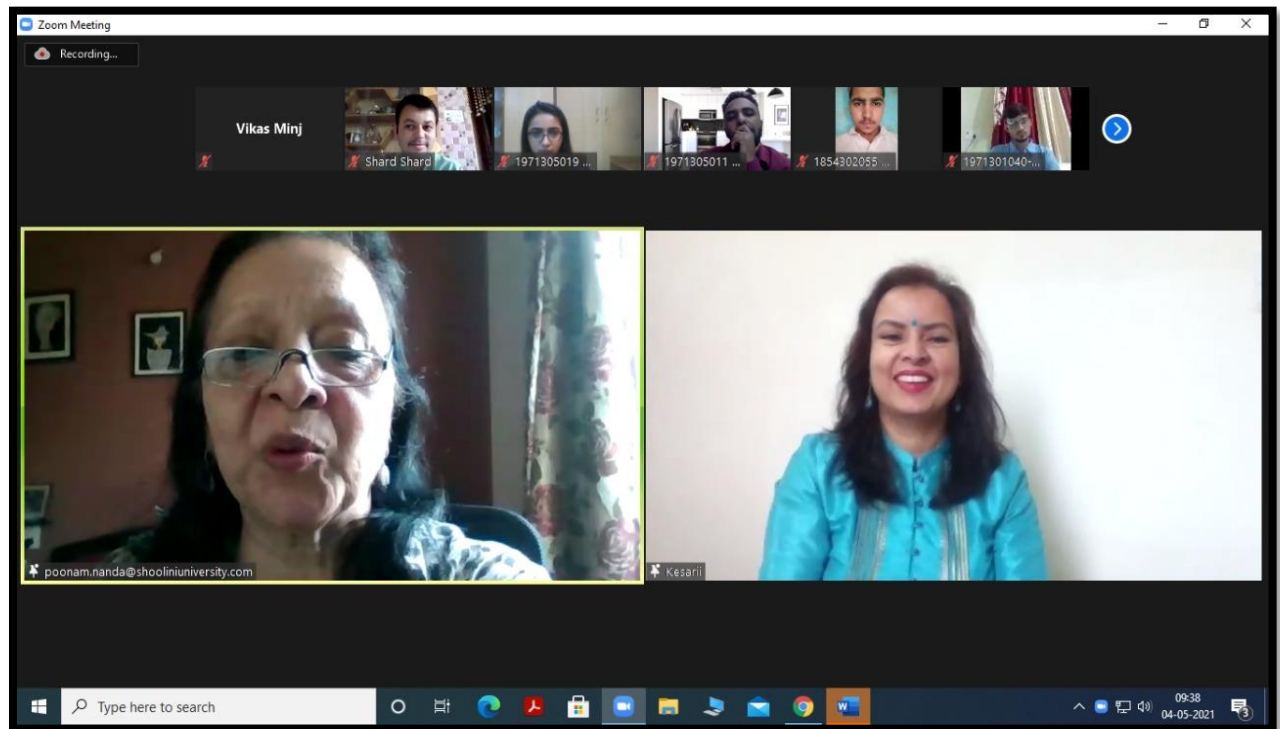 Zoom Meeting
Recording...
Vikas Minj
Shard Shard
1971305019 ...
1971305011 ...
1854302055 ...
1971301040-...
poonam.nanda@shooliniuniversity.com
Kesarii
Type here to search
09:38
04-05-2021
3